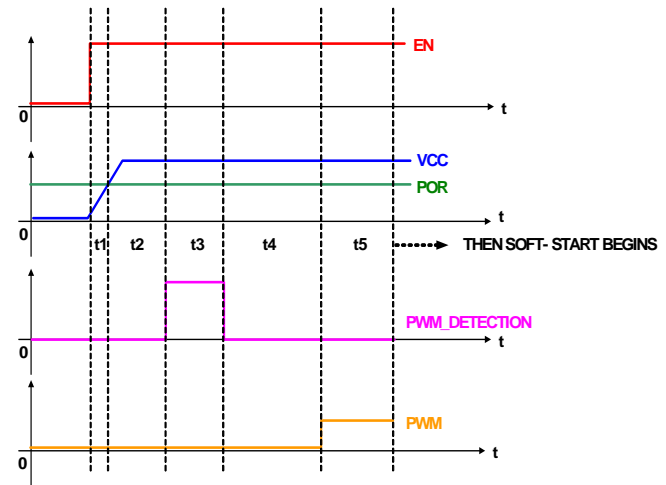 EN
0
t
VCC
POR
t
0
t1 t2 t3 t4 t5 THEN SOFT- START BEGINS
PWM_DETECTION
0
t
PWM
0
t